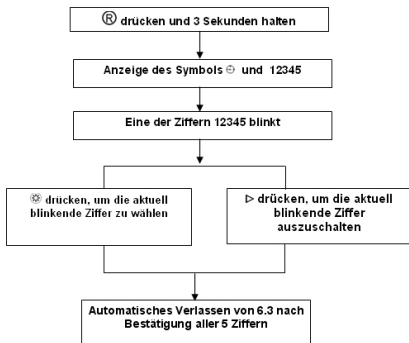 ® drücken und 3 Sekunden halten
Anzeige des Symbols ⏲ und 12345
Eine der Ziffern 12345 blinkt
☼ drücken, um die aktuell
blinkende Ziffer zu wählen
▷ drücken, um die aktuell
blinkende Ziffer
auszuschalten
Automatisches Verlassen von 6.3 nach
Bestätigung aller 5 Ziffern